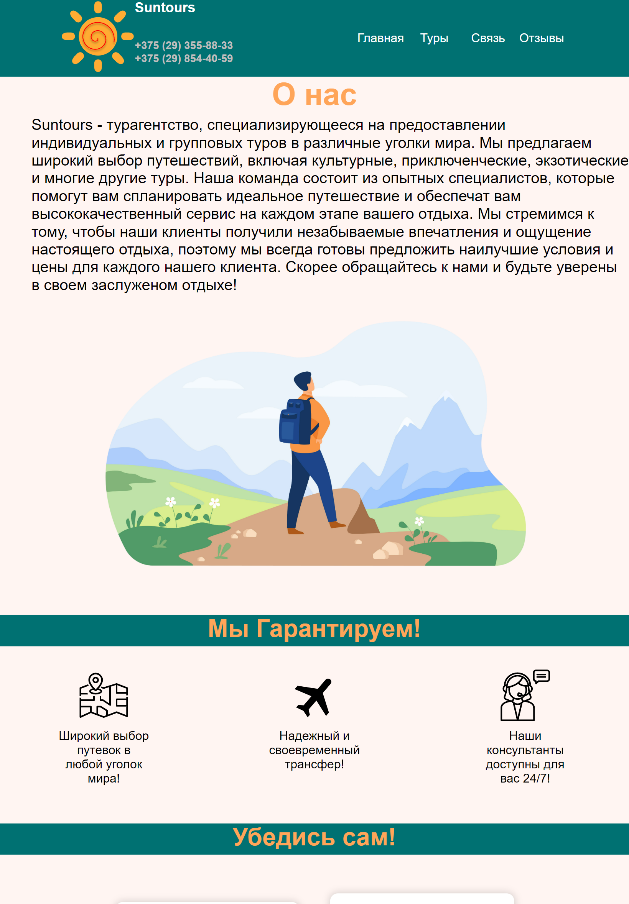 Suntours
+375 (29) 355-88-33
+375 (29) 854-40-59
Главная Туры Связь Отзывы
О нас
Suntours - турагентство, специализирующееся на предоставлении
индивидуальных и групповых туров в различные уголки мира. Мы предлагаем
широкий выбор путешествий, включая культурные, приключенческие, экзотические
и многие другие туры. Наша команда состоит из опытных специалистов, которые
помогут вам спланировать идеальное путешествие и обеспечат вам
высококачественный сервис на каждом этапе вашего отдыха. Мы стремимся к
тому, чтобы наши клиенты получили незабываемые впечатления и ощущение
настоящего отдыха, поэтому мы всегда готовы предложить наилучшие условия и
цены для каждого нашего клиента. Скорее обращайтесь к нами и будьте уверены
в своем заслуженом отдыхе!
Мы Гарантируем!
Широкий выбор
путевок в
любой уголок
мира!
Надежный и
своевременный
трансфер!
Наши
консультанты
доступны для
вас 24/7!
Убедись сам!